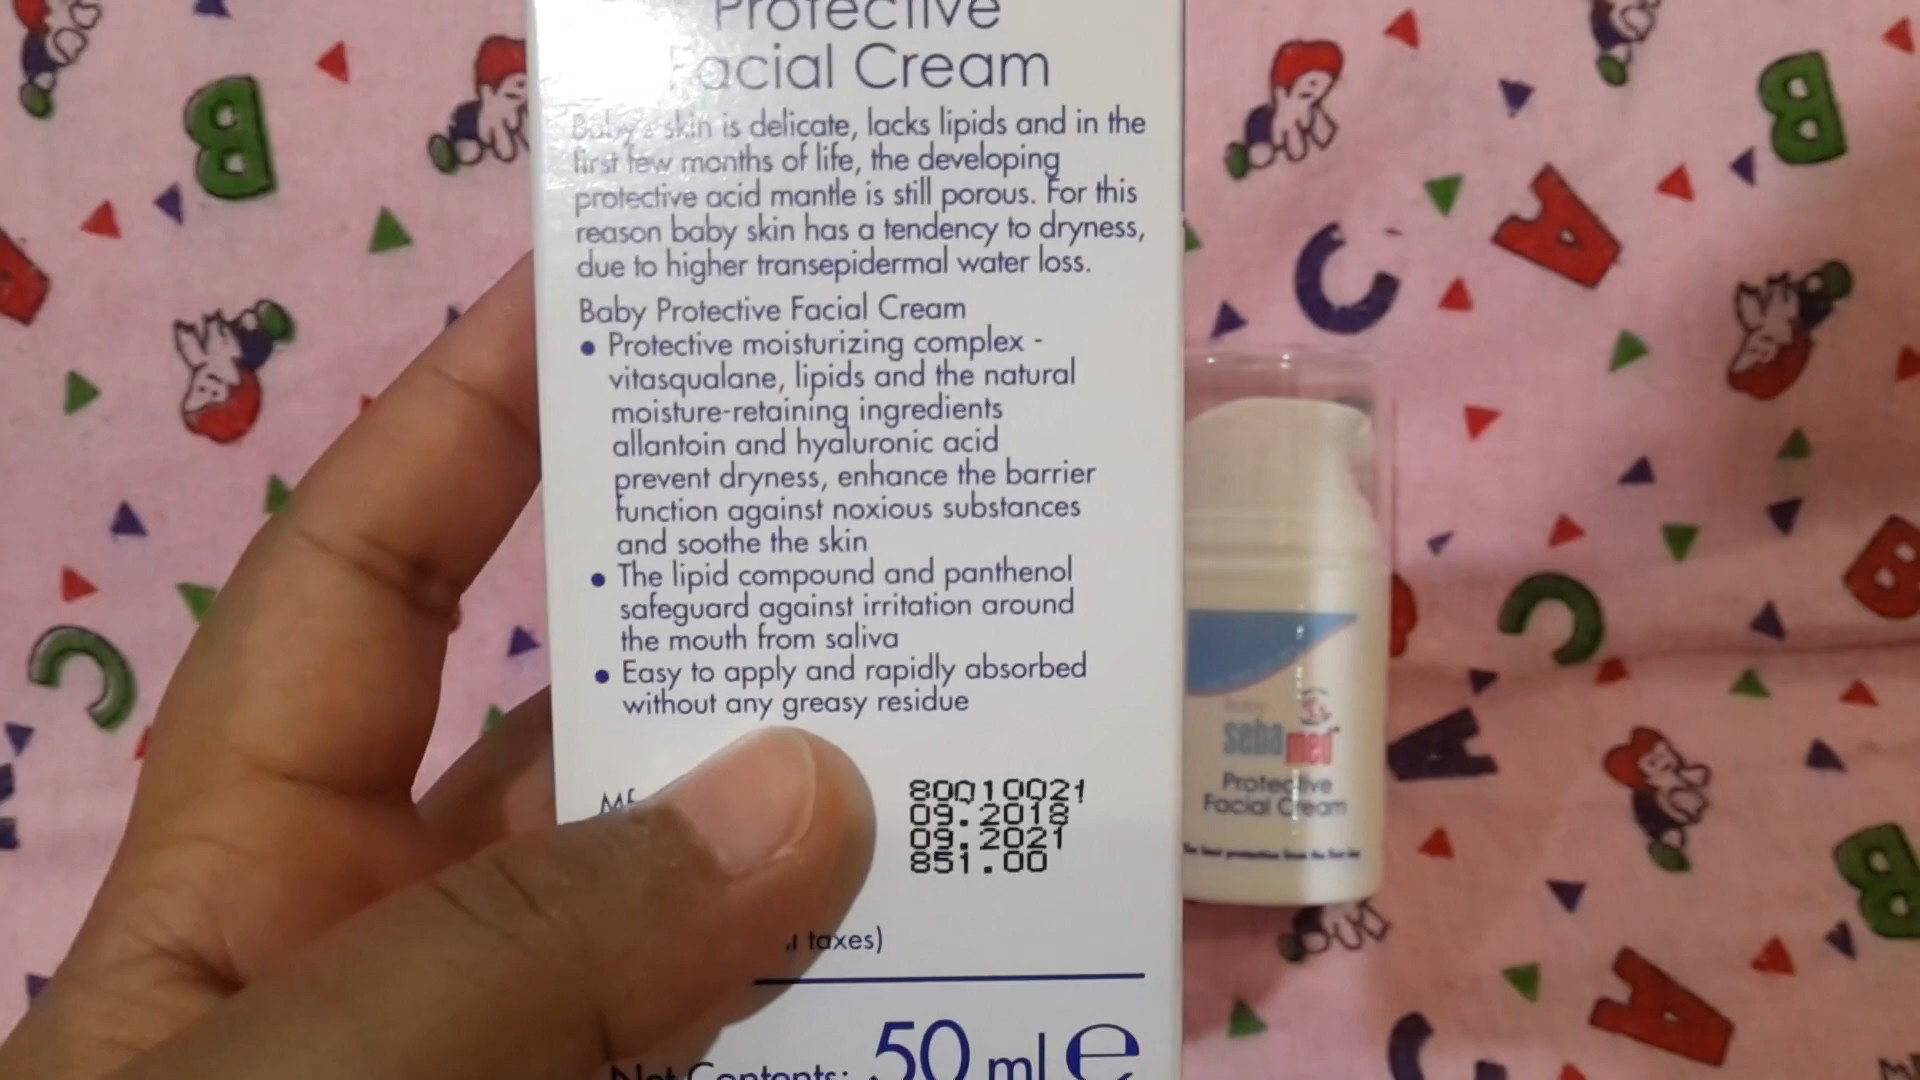 Protective
Facial Cream
Baby's skin is delicate, lacks lipids and in the
first few months of life, the developing
protective acid mantle is still porous. For this
reason baby skin has a tendency to dryness,
due to higher transepidermal water loss.
Baby Protective Facial Cream
• Protective moisturizing complex -
vitasqualane, lipids and the natural
moisture-retaining ingredients
allantoin and hyaluronic acid
prevent dryness, enhance the barrier
function against noxious substances
and soothe the skin
• The lipid compound and panthenol
safeguard against irritation around
the mouth from saliva
• Easy to apply and rapidly absorbed
without any greasy residue
80010021
09.2018
09.2021
851.00
taxes)
Net Contents: 50 ml e
Baby
sebamed
Protective
Facial Cream
A
B
C